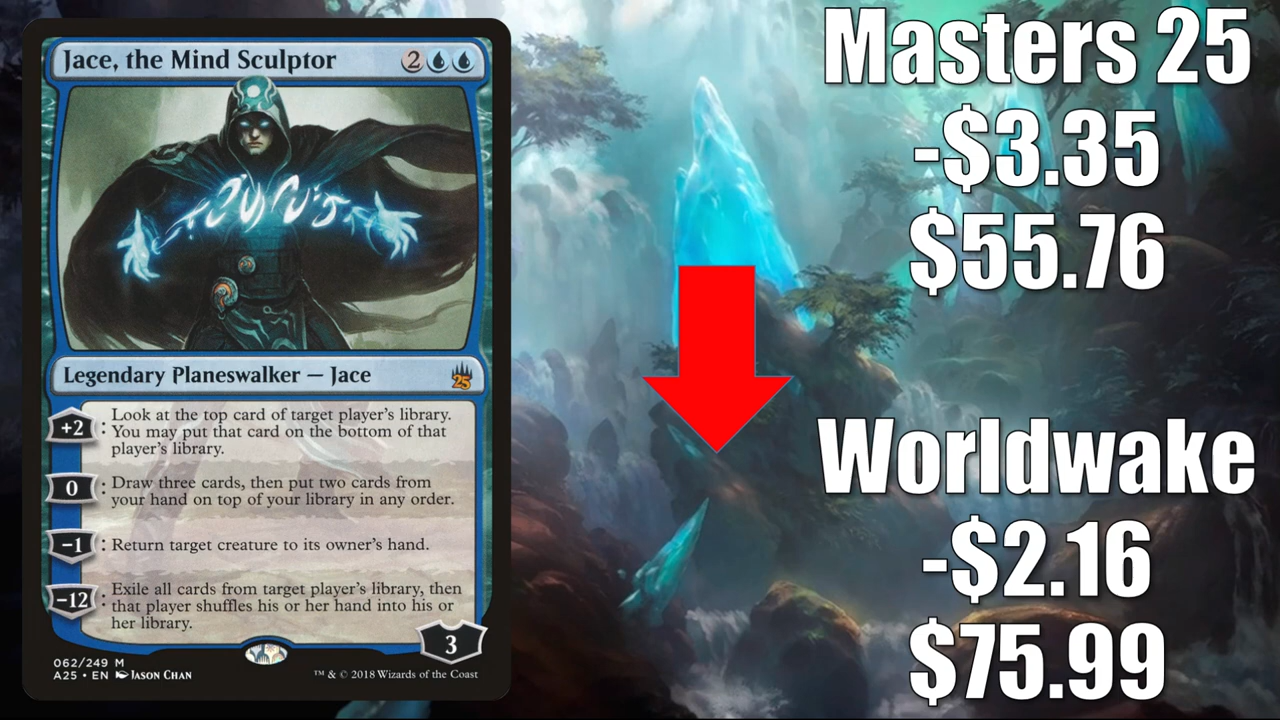 Jace, the Mind Sculptor 2
Legendary Planeswalker — Jace
25
+2 : Look at the top card of target player's library.
You may put that card on the bottom of that
player's library.
0 : Draw three cards, then put two cards from
your hand on top of your library in any order.
−1 : Return target creature to its owner's hand.
−12 : Exile all cards from target player's library, then
that player shuffles his or her hand into his or
her library.
3
062/249 M
A25 • EN JASON CHAN
™ & © 2018 Wizards of the Coast
Masters 25
-$3.35
$55.76
Worldwake
-$2.16
$75.99